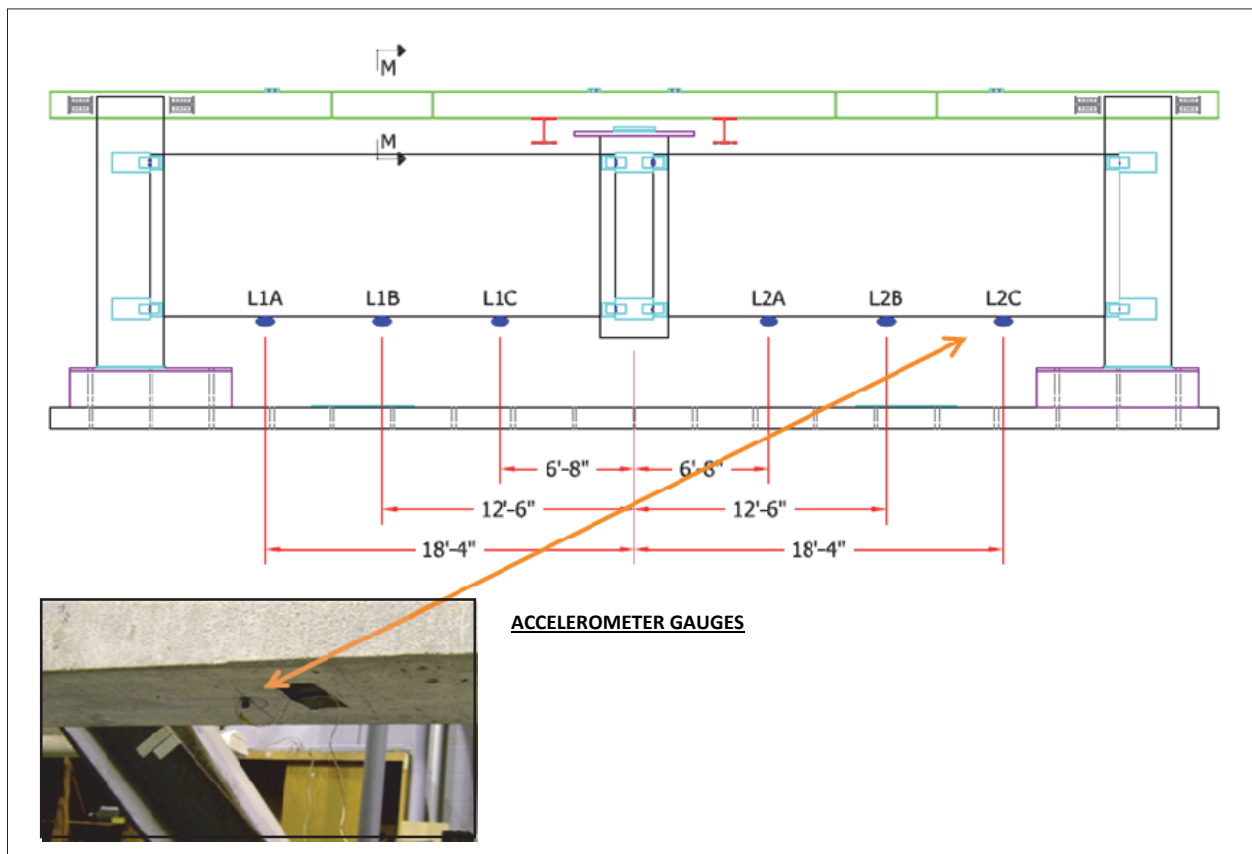 M
M
L1A L1B L1C L2A L2B L2C
6'-8" 6'-8"
12'-6" 12'-6"
18'-4" 18'-4"
ACCELEROMETER GAUGES